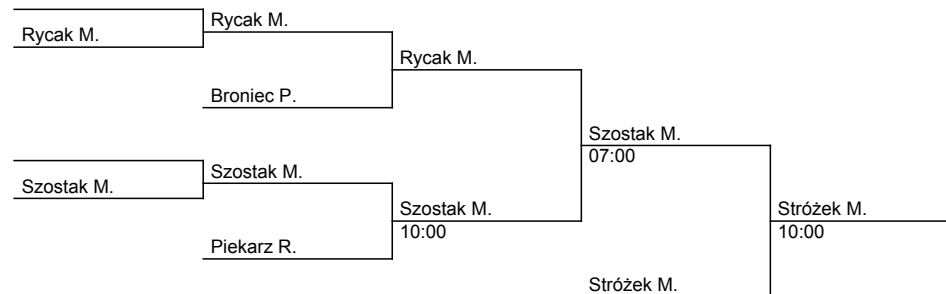 Rycak M.
Rycak M.
Rycak M.
Broniec P.
Szostak M.
07:00
Szostak M.
Szostak M.
Szostak M.
10:00
Stróżek M.
10:00
Piekarz R.
Stróżek M.